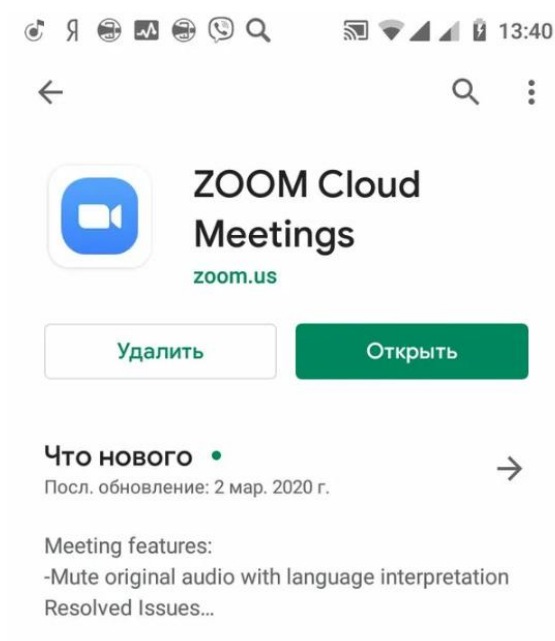 Я 13:40
ZOOM Cloud
Meetings
zoom.us
Удалить Открыть
Что нового
Посл. обновление: 2 мар. 2020 г.
Meeting features:
-Mute original audio with language interpretation
Resolved Issues...